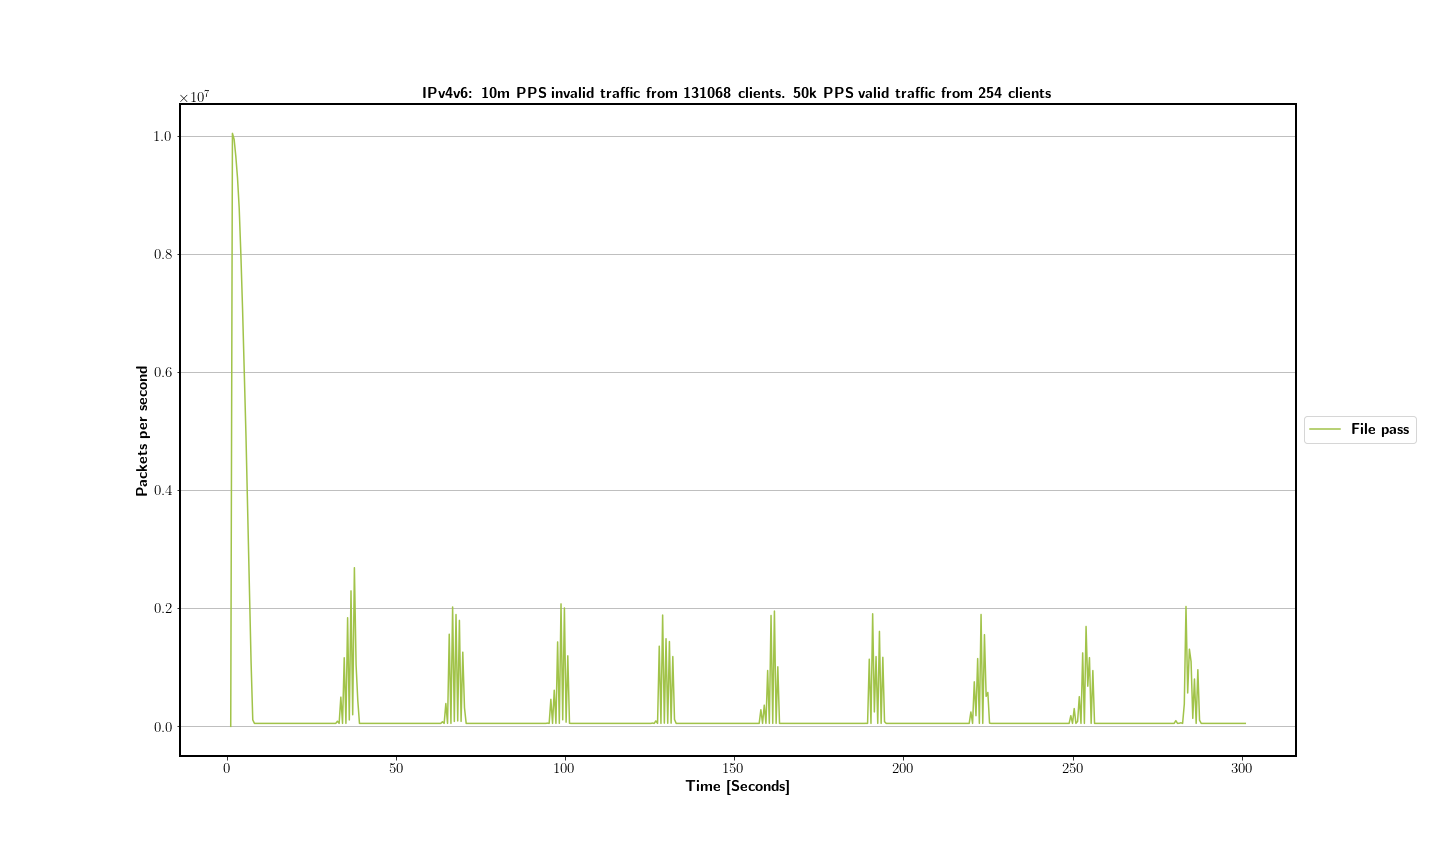 IPv4v6: 10m PPS invalid traffic from 131068 clients. 50k PPS valid traffic from 254 clients
×10⁷
1.0
0.8
0.6
0.4
0.2
0.0
Packets per second
0 50 100 150 200 250 300
Time [Seconds]
File pass